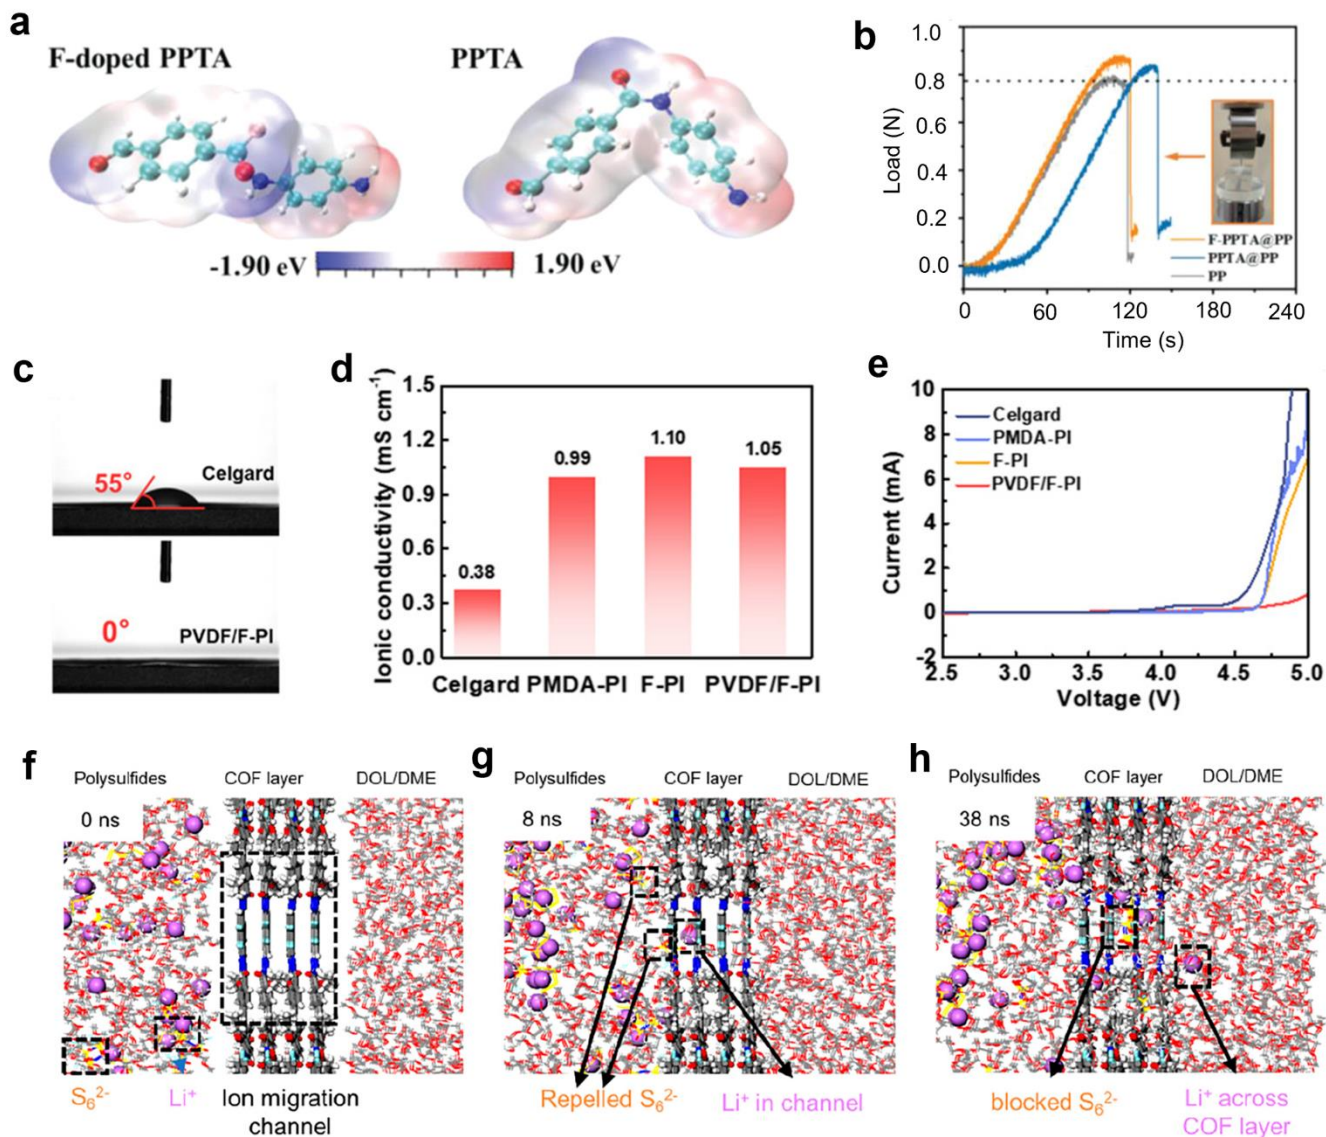 a
F-doped PPTA
PPTA
-1.90 eV
1.90 eV
b
Load (N)
1.0
0.8
0.6
0.4
0.2
0.0
F-PPTA@PP
PPTA@PP
PP
0 60 120 180 240
Time (s)
c
55°
Celgard
0°
PVDF/F-PI
d
Ionic conductivity (mS cm⁻¹)
1.5
1.2
0.9
0.6
0.3
0.0
0.38
0.99
1.10
1.05
Celgard PMDA-PI F-PI PVDF/F-PI
e
Current (mA)
10
8
6
4
2
0
-2
Celgard
PMDA-PI
F-PI
PVDF/F-PI
2.5 3.0 3.5 4.0 4.5 5.0
Voltage (V)
f
Polysulfides COF layer DOL/DME
0 ns
S₆²⁻
Li⁺
Ion migration
channel
g
Polysulfides COF layer DOL/DME
8 ns
Repelled S₆²⁻
Li⁺ in channel
h
Polysulfides COF layer DOL/DME
38 ns
blocked S₆²⁻
Li⁺ across
COF layer